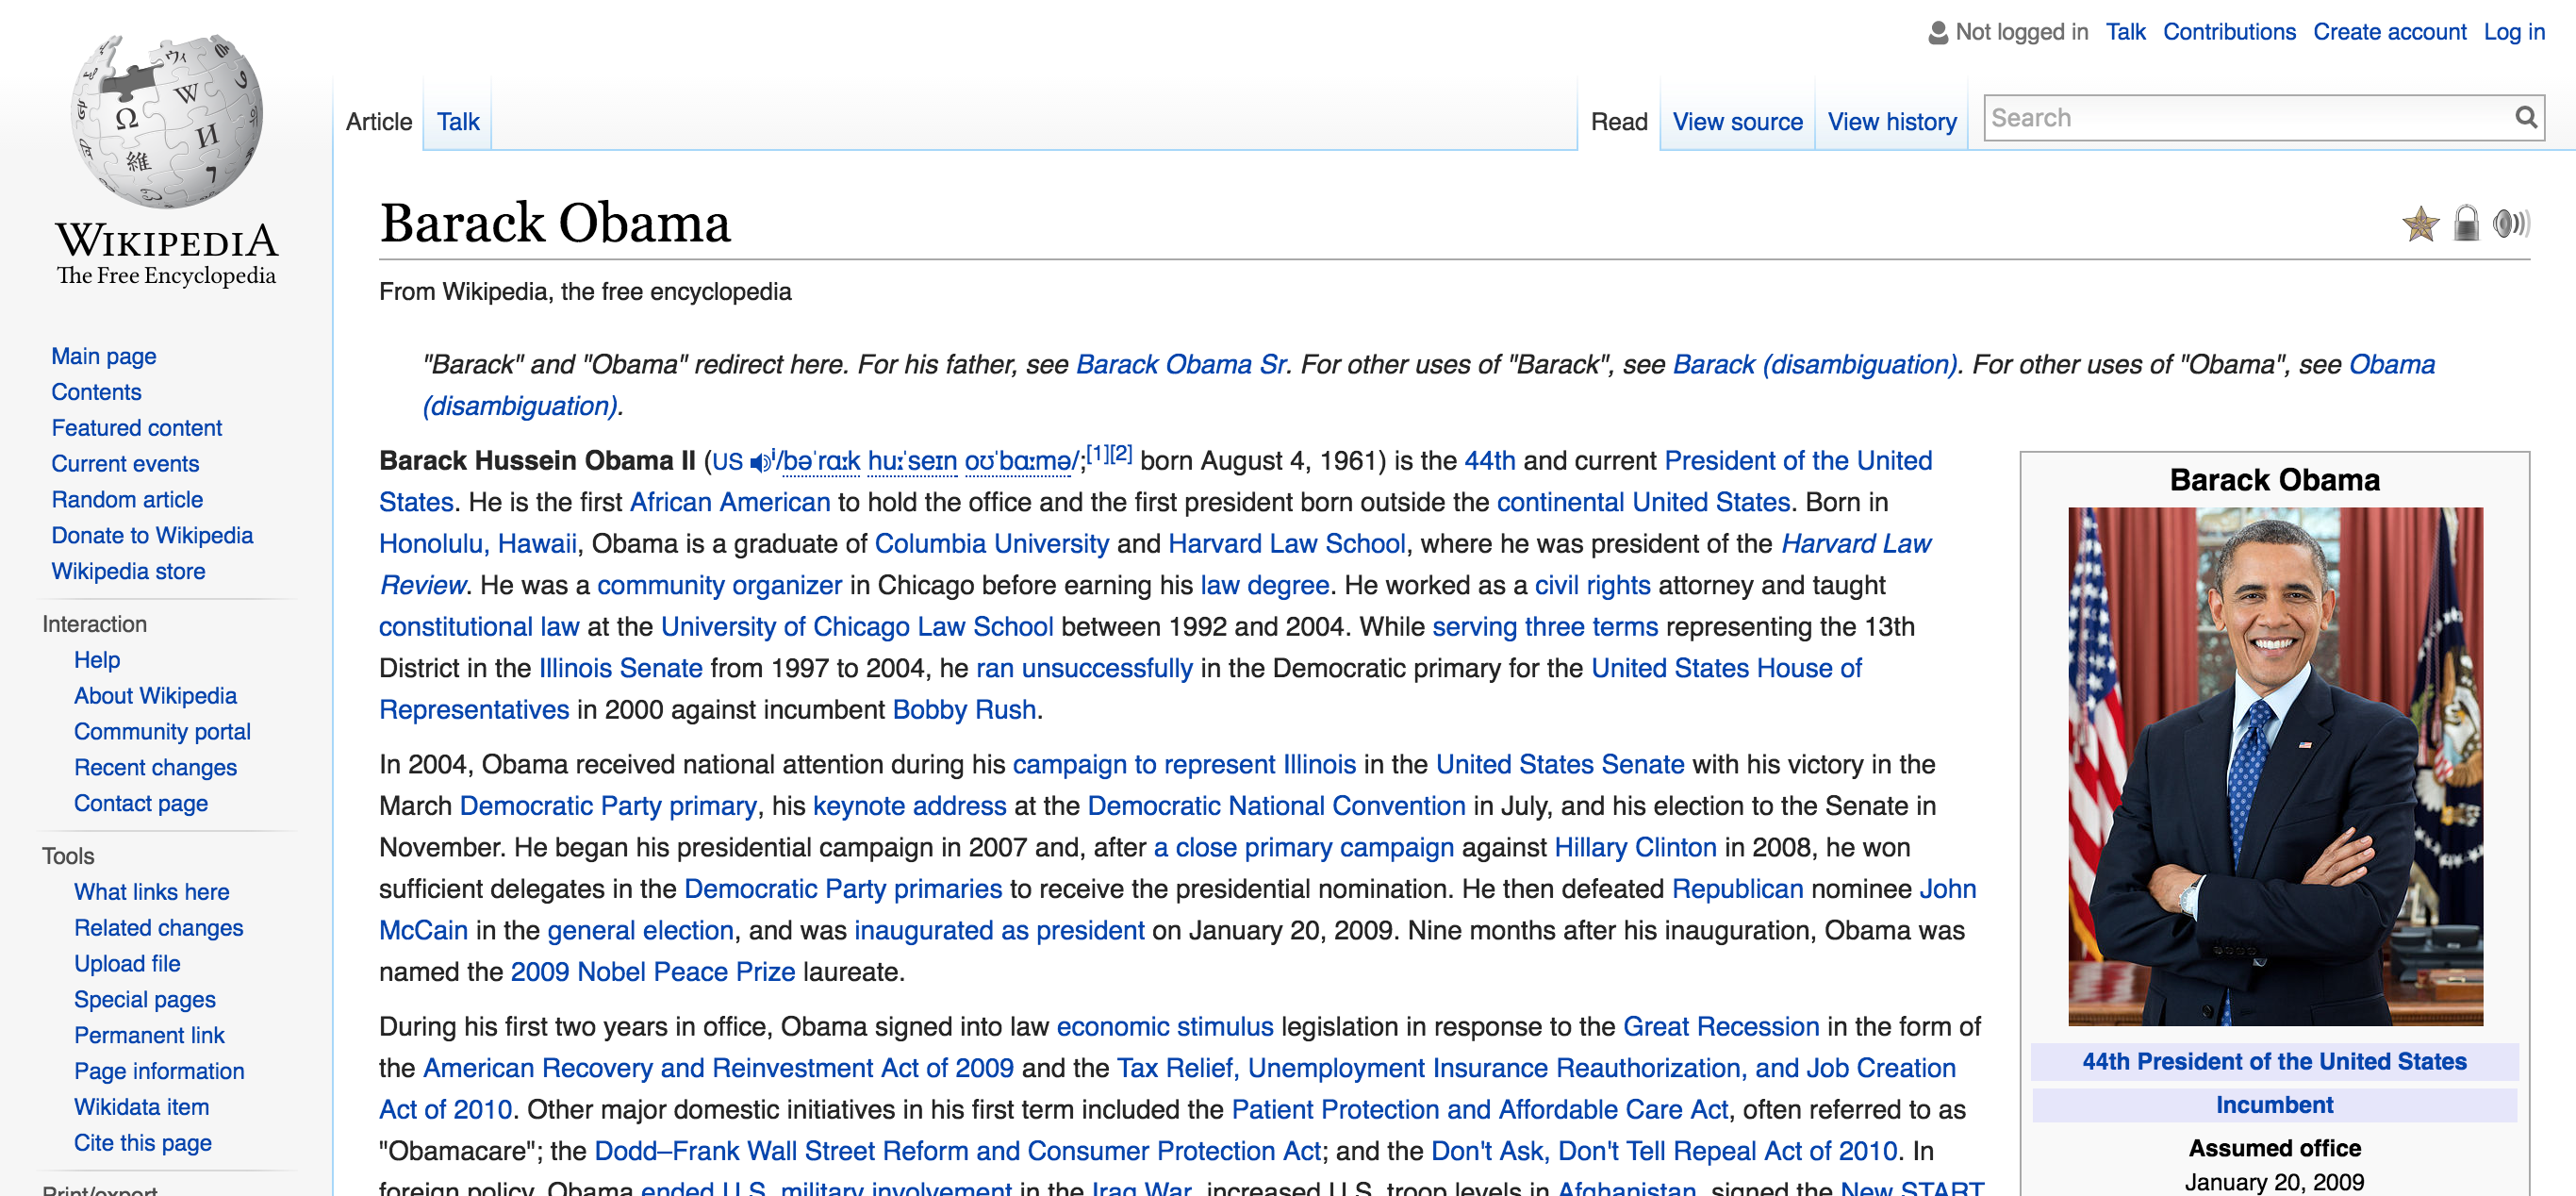 Not logged in Talk Contributions Create account Log in
Article Talk Read View source View history Search
WIKIPEDIA
The Free Encyclopedia
Main page
Contents
Featured content
Current events
Random article
Donate to Wikipedia
Wikipedia store
Interaction
Help
About Wikipedia
Community portal
Recent changes
Contact page
Tools
What links here
Related changes
Upload file
Special pages
Permanent link
Page information
Wikidata item
Cite this page
Print/export
Barack Obama
From Wikipedia, the free encyclopedia
"Barack" and "Obama" redirect here. For his father, see Barack Obama Sr. For other uses of "Barack", see Barack (disambiguation). For other uses of "Obama", see Obama
(disambiguation).
Barack Hussein Obama II (US i/bəˈrɑːk huːˈseɪn oʊˈbɑːmə/;[1][2] born August 4, 1961) is the 44th and current President of the United
States. He is the first African American to hold the office and the first president born outside the continental United States. Born in
Honolulu, Hawaii, Obama is a graduate of Columbia University and Harvard Law School, where he was president of the Harvard Law
Review. He was a community organizer in Chicago before earning his law degree. He worked as a civil rights attorney and taught
constitutional law at the University of Chicago Law School between 1992 and 2004. While serving three terms representing the 13th
District in the Illinois Senate from 1997 to 2004, he ran unsuccessfully in the Democratic primary for the United States House of
Representatives in 2000 against incumbent Bobby Rush.
In 2004, Obama received national attention during his campaign to represent Illinois in the United States Senate with his victory in the
March Democratic Party primary, his keynote address at the Democratic National Convention in July, and his election to the Senate in
November. He began his presidential campaign in 2007 and, after a close primary campaign against Hillary Clinton in 2008, he won
sufficient delegates in the Democratic Party primaries to receive the presidential nomination. He then defeated Republican nominee John
McCain in the general election, and was inaugurated as president on January 20, 2009. Nine months after his inauguration, Obama was
named the 2009 Nobel Peace Prize laureate.
During his first two years in office, Obama signed into law economic stimulus legislation in response to the Great Recession in the form of
the American Recovery and Reinvestment Act of 2009 and the Tax Relief, Unemployment Insurance Reauthorization, and Job Creation
Act of 2010. Other major domestic initiatives in his first term included the Patient Protection and Affordable Care Act, often referred to as
"Obamacare"; the Dodd–Frank Wall Street Reform and Consumer Protection Act; and the Don't Ask, Don't Tell Repeal Act of 2010. In
foreign policy, Obama ended U.S. military involvement in the Iraq War, increased U.S. troop levels in Afghanistan, signed the New START
Barack Obama
44th President of the United States
Incumbent
Assumed office
January 20, 2009